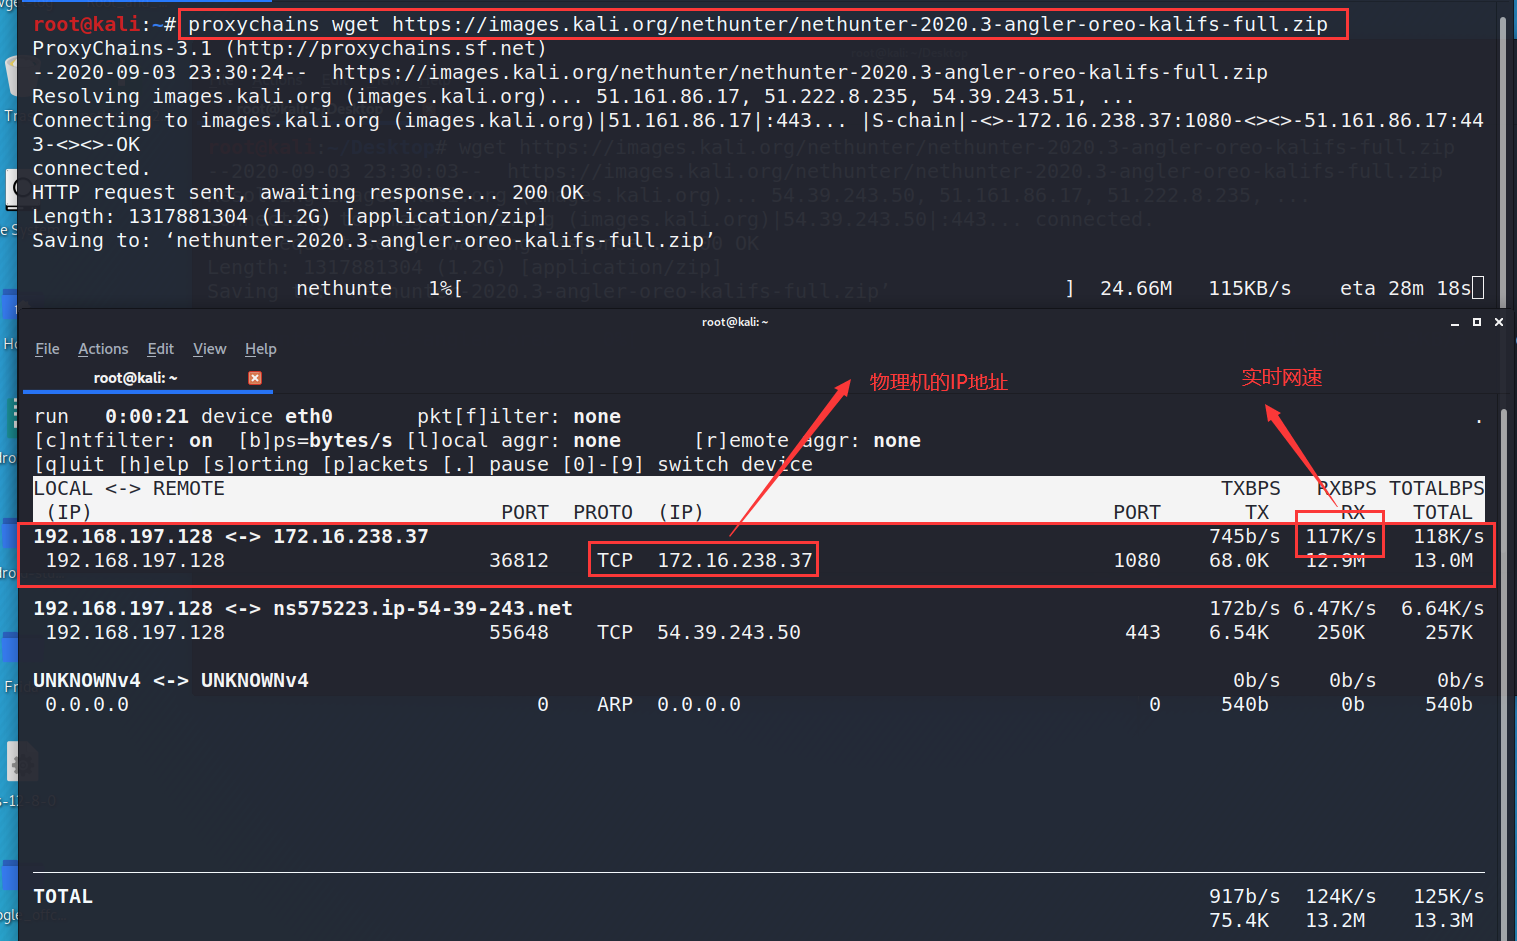 root@kali:~# proxychains wget https://images.kali.org/nethunter/nethunter-2020.3-angler-oreo-kalifs-full.zip
ProxyChains-3.1 (http://proxychains.sf.net)
--2020-09-03 23:30:24--  https://images.kali.org/nethunter/nethunter-2020.3-angler-oreo-kalifs-full.zip
Resolving images.kali.org (images.kali.org)... 51.161.86.17, 51.222.8.235, 54.39.243.51, ...
Connecting to images.kali.org (images.kali.org)|51.161.86.17|:443... |S-chain|-<>-172.16.238.37:1080-<><>-51.161.86.17:44
3-<><>-OK
connected.
HTTP request sent, awaiting response... 200 OK
Length: 1317881304 (1.2G) [application/zip]
Saving to: ‘nethunter-2020.3-angler-oreo-kalifs-full.zip’
nethunte   1%[ ]  24.66M   115KB/s    eta 28m 18s
root@kali: ~
File Actions Edit View Help
root@kali: ~
物理机的IP地址
实时网速
run   0:00:21 device eth0       pkt[f]ilter: none .
[c]ntfilter: on  [b]ps=bytes/s [l]ocal aggr: none      [r]emote aggr: none
[q]uit [h]elp [s]orting [p]ackets [.] pause [0]-[9] switch device
LOCAL <-> REMOTE TXBPS RXBPS TOTALBPS
(IP) PORT PROTO (IP) PORT TX RX TOTAL
192.168.197.128 <-> 172.16.238.37 745b/s 117K/s 118K/s
192.168.197.128 36812 TCP 172.16.238.37 1080 68.0K 12.9M 13.0M
192.168.197.128 <-> ns575223.ip-54-39-243.net 172b/s 6.47K/s 6.64K/s
192.168.197.128 55648 TCP 54.39.243.50 443 6.54K 250K 257K
UNKNOWNv4 <-> UNKNOWNv4 0b/s 0b/s 0b/s
0.0.0.0 0 ARP 0.0.0.0 0 540b 0b 540b
TOTAL 917b/s 124K/s 125K/s
75.4K 13.2M 13.3M